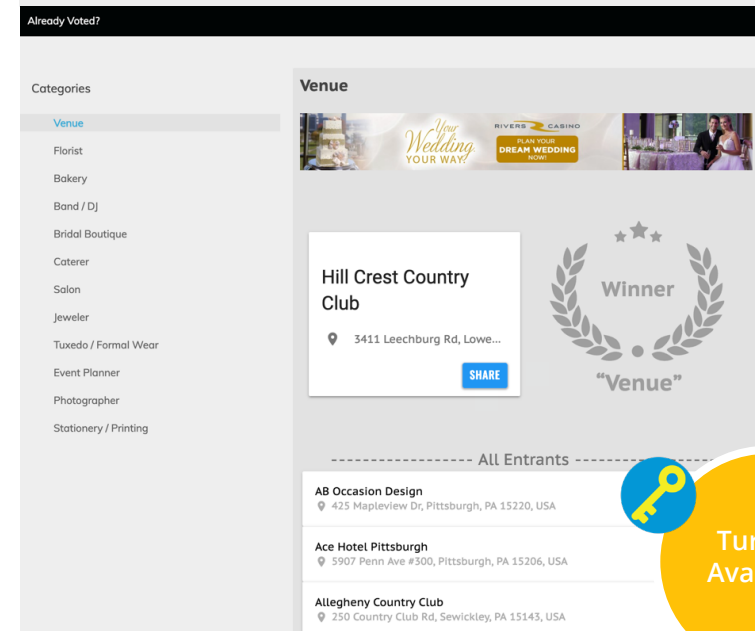 Already Voted?
Categories
Venue
Florist
Bakery
Band / DJ
Bridal Boutique
Caterer
Salon
Jeweler
Tuxedo / Formal Wear
Event Planner
Photographer
Stationery / Printing
Venue
Your
Wedding
YOUR WAY?
RIVERS CASINO
PLAN YOUR
DREAM WEDDING
NOW!
Hill Crest Country
Club
3411 Leechburg Rd, Lowe...
SHARE
Winner
“Venue”
All Entrants
AB Occasion Design
425 Mapleview Dr, Pittsburgh, PA 15220, USA
Ace Hotel Pittsburgh
5907 Penn Ave #300, Pittsburgh, PA 15206, USA
Allegheny Country Club
250 Country Club Rd, Sewickley, PA 15143, USA